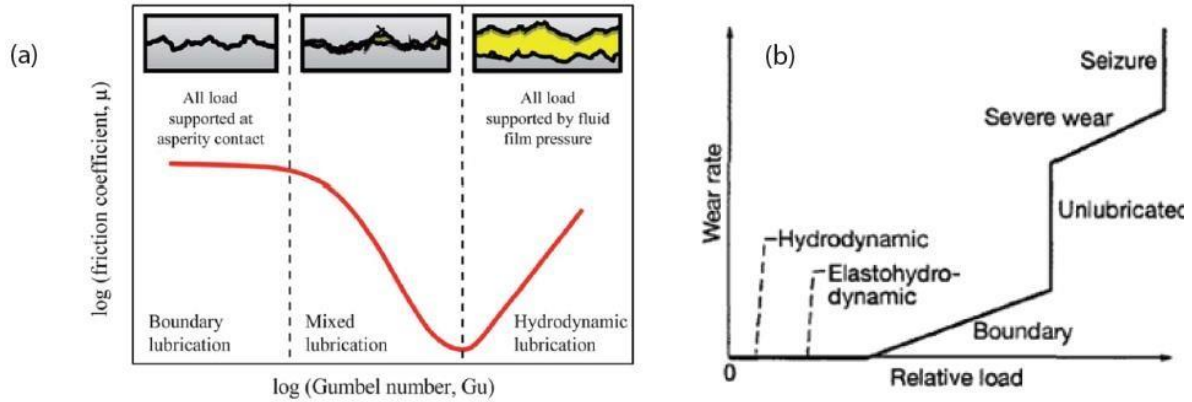 (a)
All load
supported at
asperity contact
All load
supported by fluid
film pressure
log (friction coefficient, μ)
Boundary
lubrication
Mixed
lubrication
Hydrodynamic
lubrication
log (Gumbel number, Gu)
(b)
Seizure
Severe wear
Unlubricated
Wear rate
Hydrodynamic
Elastohydro-
dynamic
Boundary
0
Relative load